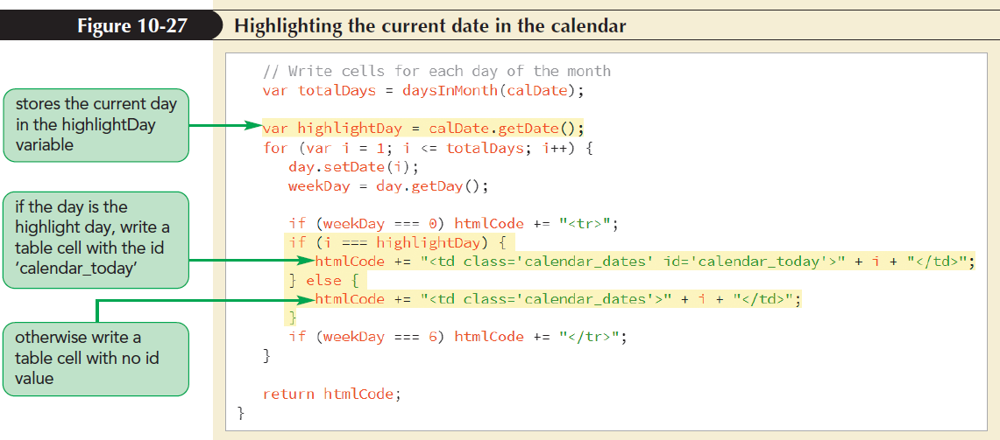 Figure 10-27
Highlighting the current date in the calendar
// Write cells for each day of the month
var totalDays = daysInMonth(calDate);
stores the current day
in the highlightDay
variable
var highlightDay = calDate.getDate();
for (var i = 1; i <= totalDays; i++) {
day.setDate(i);
weekDay = day.getDay();
if (weekDay === 0) htmlCode += "<tr>";
if the day is the
highlight day, write a
table cell with the id
'calendar_today'
if (i === highlightDay) {
htmlCode += "<td class='calendar_dates' id='calendar_today'>" + i + "</td>";
} else {
htmlCode += "<td class='calendar_dates'>" + i + "</td>";
}
otherwise write a
table cell with no id
value
if (weekDay === 6) htmlCode += "</tr>";
}
return htmlCode;
}